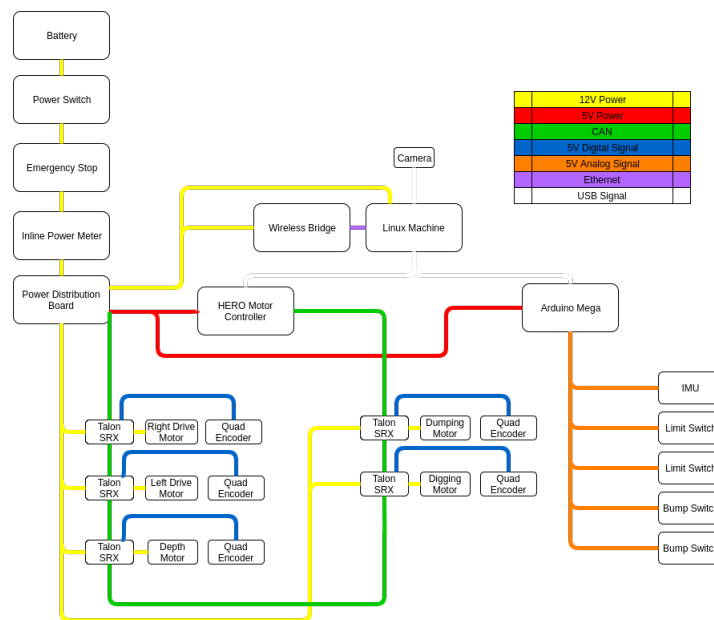 Battery
Power Switch
Emergency Stop
Inline Power Meter
Power Distribution
Board
12V Power
5V Power
CAN
5V Digital Signal
5V Analog Signal
Ethernet
USB Signal
Camera
Wireless Bridge
Linux Machine
HERO Motor
Controller
Arduino Mega
IMU
Limit Switch
Limit Switch
Bump Switc
Bump Switc
Talon
SRX
Right Drive
Motor
Quad
Encoder
Talon
SRX
Left Drive
Motor
Quad
Encoder
Talon
SRX
Depth
Motor
Quad
Encoder
Talon
SRX
Dumping
Motor
Quad
Encoder
Talon
SRX
Digging
Motor
Quad
Encoder